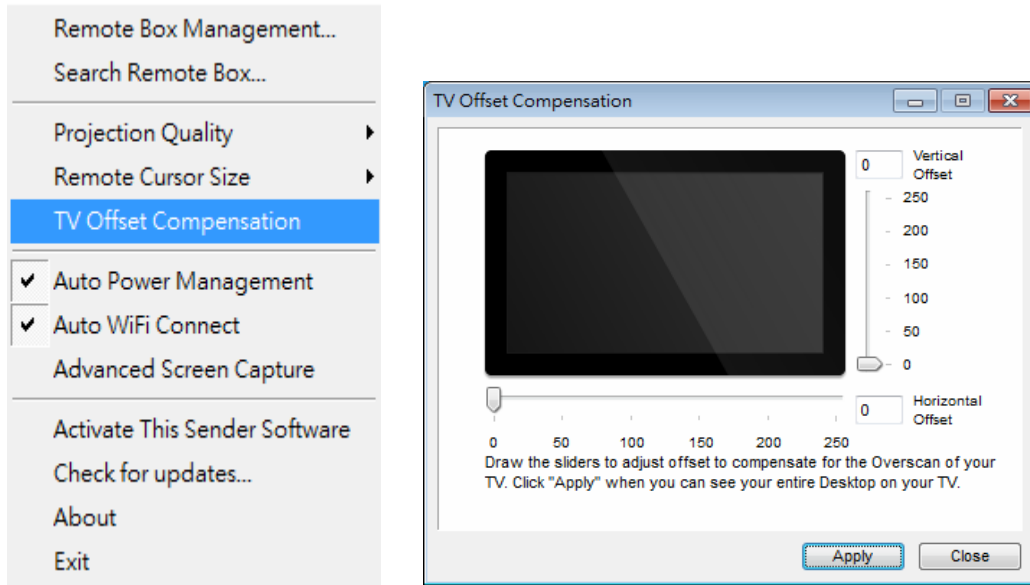 Remote Box Management...
Search Remote Box...
Projection Quality
Remote Cursor Size
TV Offset Compensation
Auto Power Management
Auto WiFi Connect
Advanced Screen Capture
Activate This Sender Software
Check for updates...
About
Exit
TV Offset Compensation
0
Vertical
Offset
250
200
150
100
50
0
0
Horizontal
Offset
0 50 100 150 200 250
Draw the sliders to adjust offset to compensate for the Overscan of your
TV. Click "Apply" when you can see your entire Desktop on your TV.
Apply Close